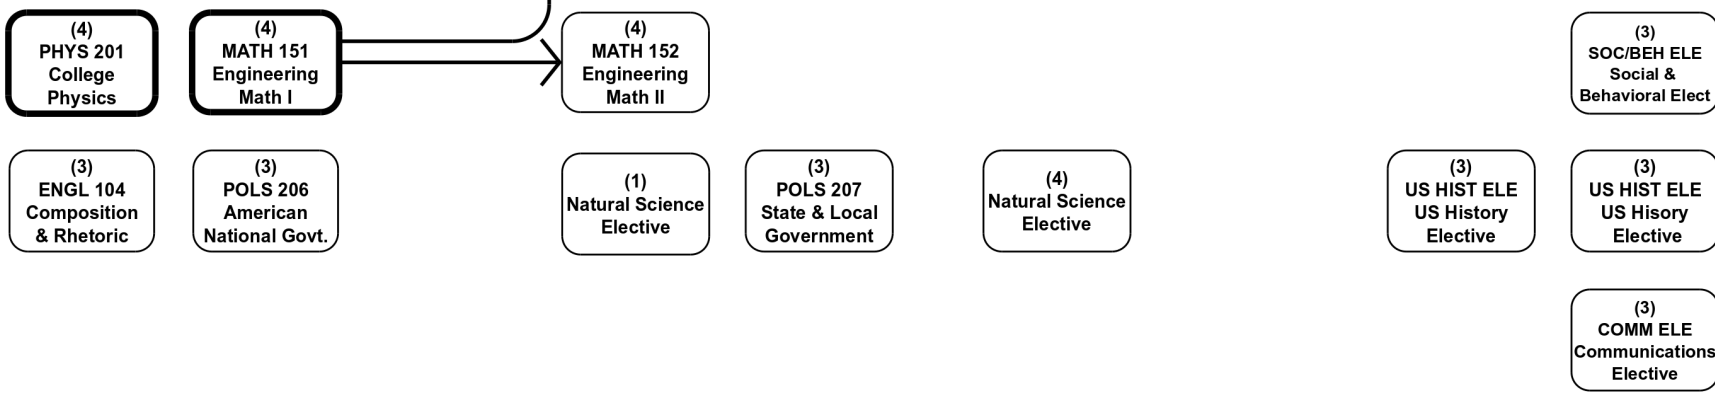 (4)
PHYS 201
College
Physics
(4)
MATH 151
Engineering
Math I
(4)
MATH 152
Engineering
Math II
(3)
SOC/BEH ELE
Social &
Behavioral Elect
(3)
ENGL 104
Composition
& Rhetoric
(3)
POLS 206
American
National Govt.
(1)
Natural Science
Elective
(3)
POLS 207
State & Local
Government
(4)
Natural Science
Elective
(3)
US HIST ELE
US History
Elective
(3)
US HIST ELE
US Hisory
Elective
(3)
COMM ELE
Communications
Elective